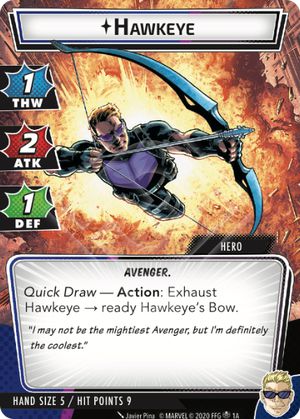 HAWKEYE
1
THW
2
ATK
1
DEF
HERO
AVENGER.
Quick Draw — Action: Exhaust
Hawkeye → ready Hawkeye's Bow.
"I may not be the mightiest Avenger, but I'm definitely
the coolest."
HAND SIZE 5 / HIT POINTS 9
Javier Pina © MARVEL © 2020 FFG 1A